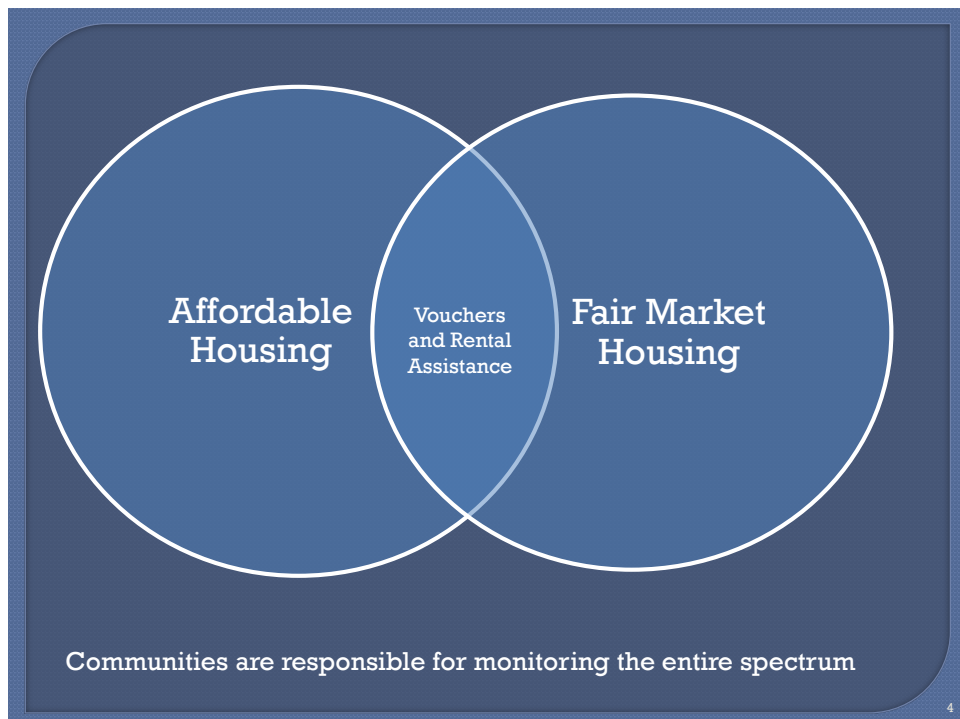 Affordable
Housing
Vouchers
and Rental
Assistance
Fair Market
Housing
Communities are responsible for monitoring the entire spectrum
4